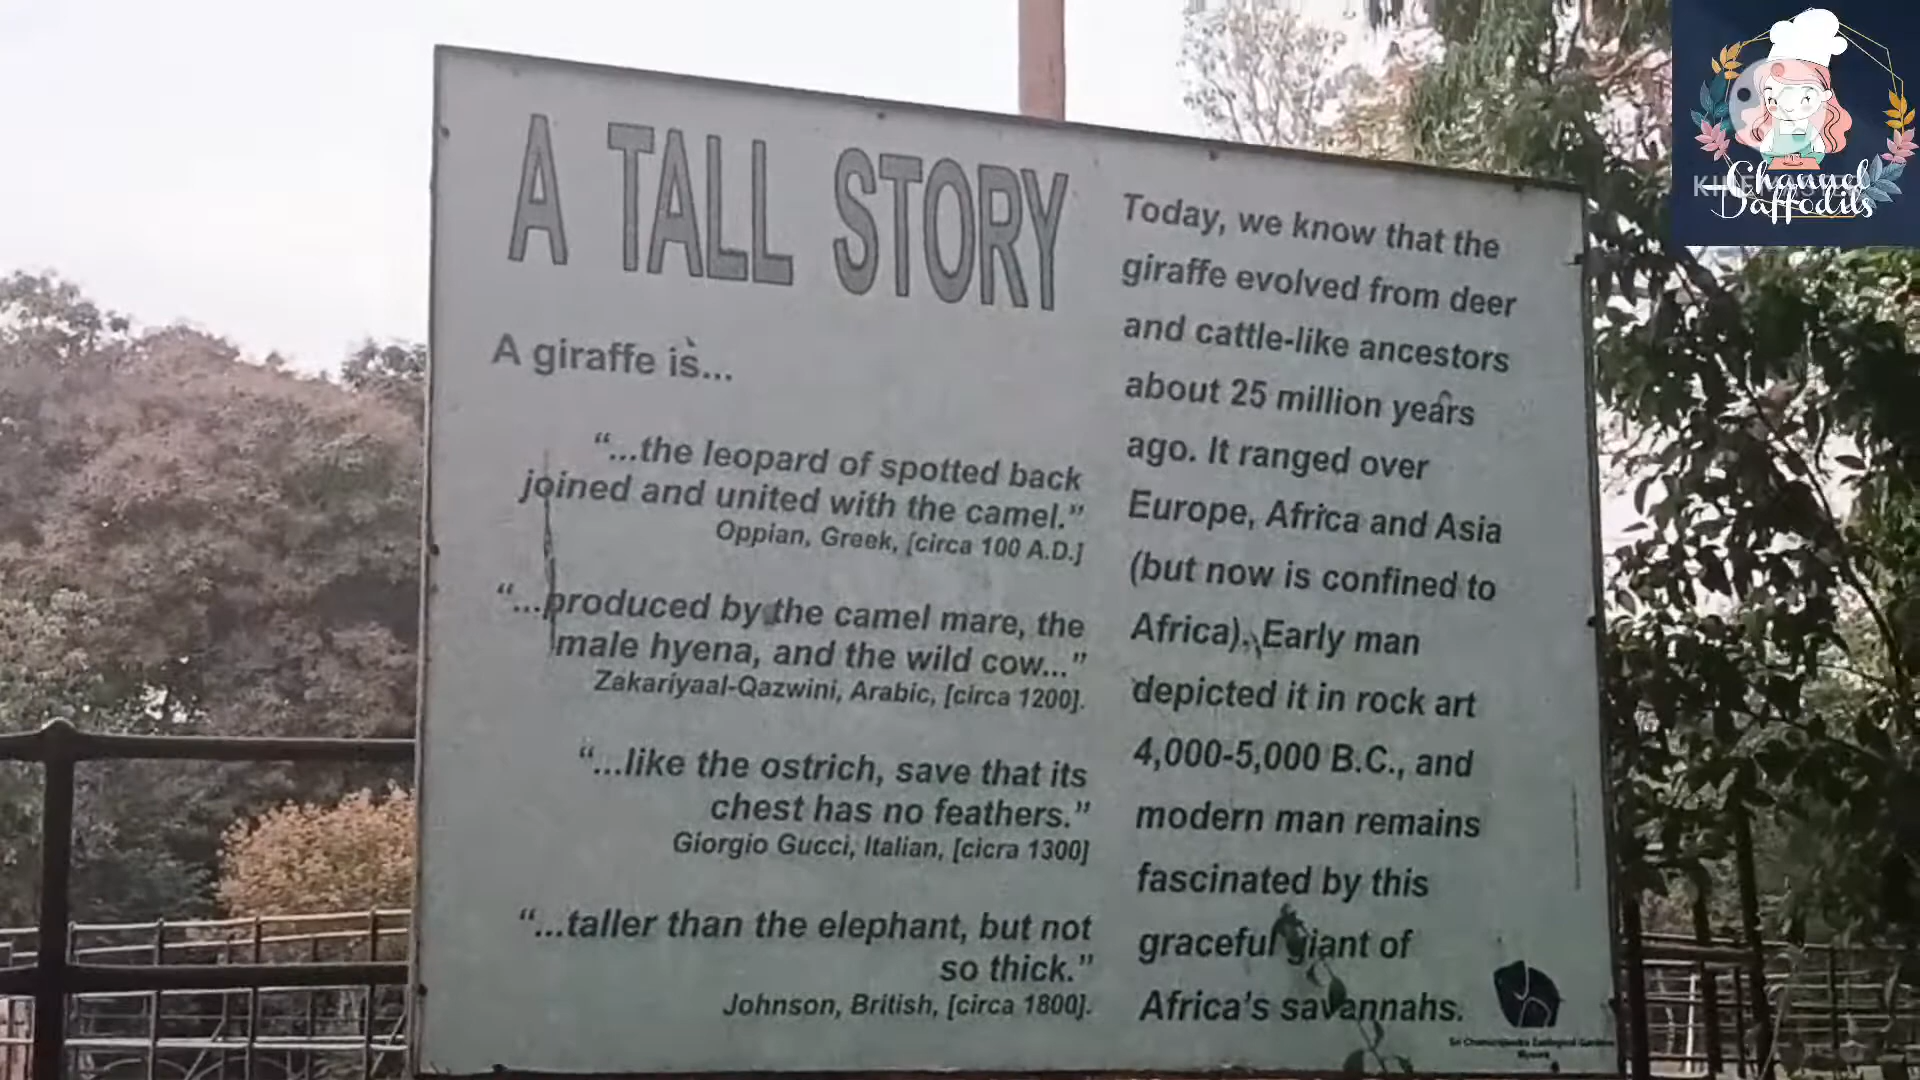 A TALL STORY
A giraffe is...
“...the leopard of spotted back
joined and united with the camel.”
Oppian, Greek, [circa 100 A.D.]
“...produced by the camel mare, the
male hyena, and the wild cow...”
Zakariyaal-Qazwini, Arabic, [circa 1200].
“...like the ostrich, save that its
chest has no feathers.”
Giorgio Gucci, Italian, [cicra 1300]
“...taller than the elephant, but not
so thick.”
Johnson, British, [circa 1800].
Today, we know that the
giraffe evolved from deer
and cattle-like ancestors
about 25 million years
ago. It ranged over
Europe, Africa and Asia
(but now is confined to
Africa). Early man
depicted it in rock art
4,000-5,000 B.C., and
modern man remains
fascinated by this
graceful giant of
Africa's savannahs.
Sri Chamarajendra Zoological Gardens
Mysore
Channel
Daffodils